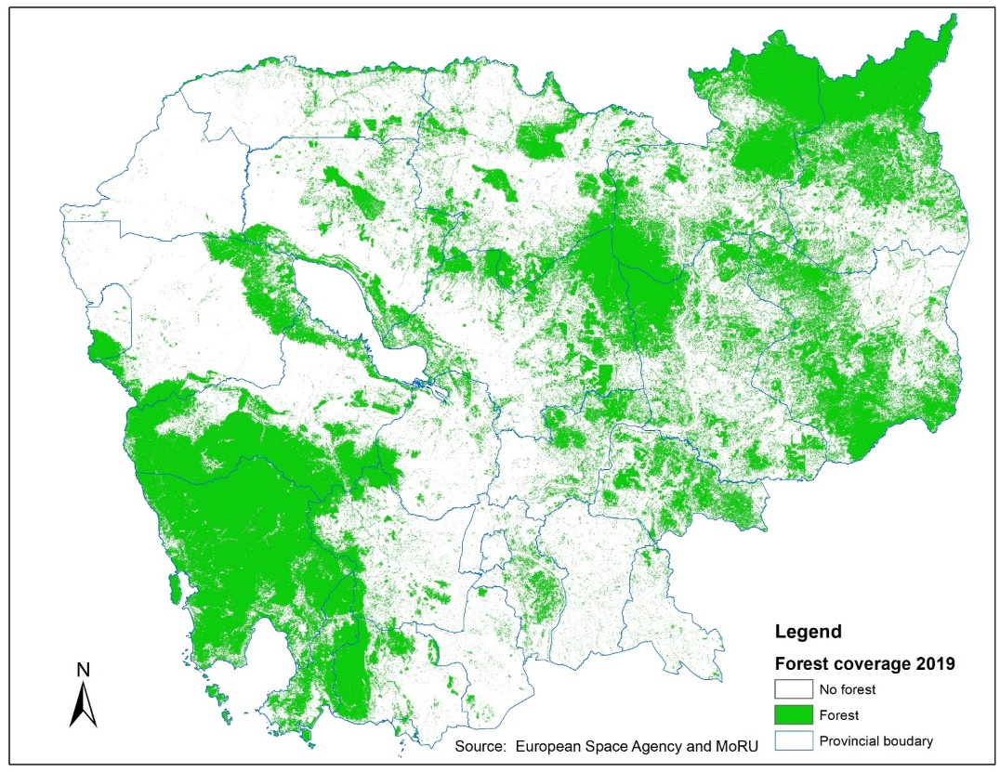 N
Legend
Forest coverage 2019
No forest
Forest
Provincial boudary
Source: European Space Agency and MoRU